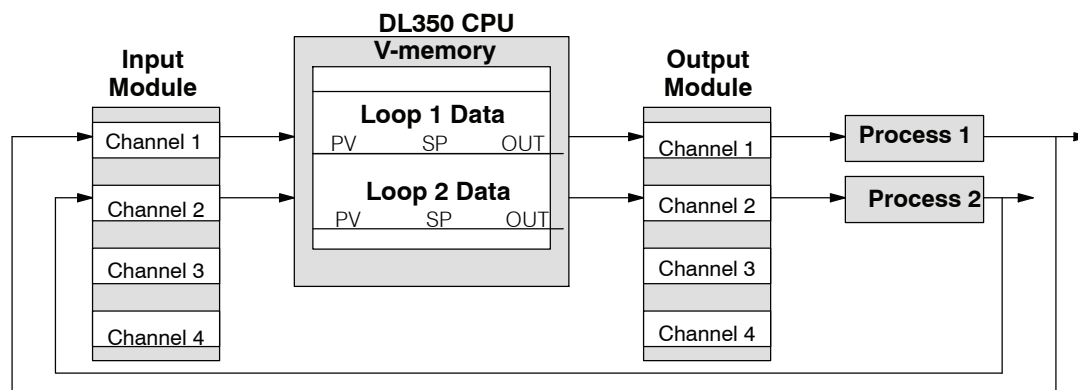 DL350 CPU
V-memory
Input
Module
Output
Module
Loop 1 Data
PV SP OUT
Loop 2 Data
PV SP OUT
Channel 1
Channel 2
Channel 3
Channel 4
Channel 1
Channel 2
Channel 3
Channel 4
Process 1
Process 2